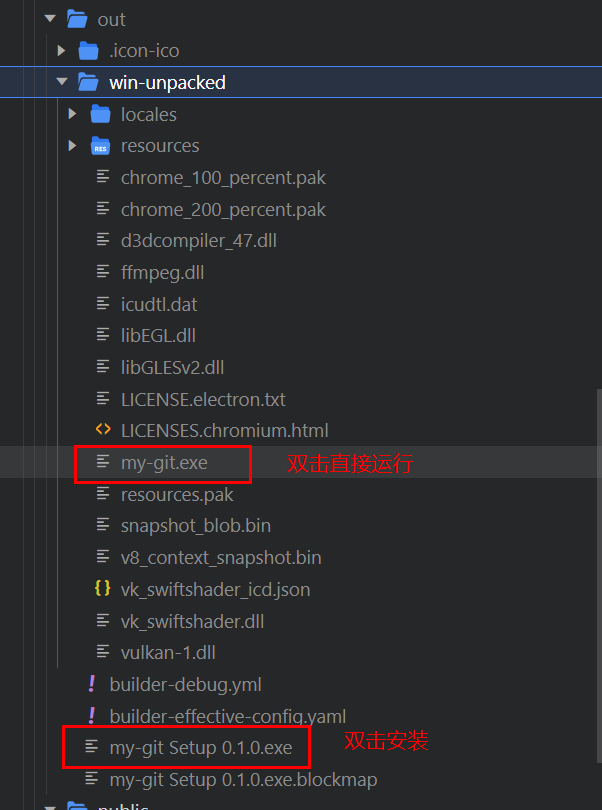 out
.icon-ico
win-unpacked
locales
resources
chrome_100_percent.pak
chrome_200_percent.pak
d3dcompiler_47.dll
ffmpeg.dll
icudtl.dat
libEGL.dll
libGLESv2.dll
LICENSE.electron.txt
LICENSES.chromium.html
my-git.exe 双击直接运行
resources.pak
snapshot_blob.bin
v8_context_snapshot.bin
vk_swiftshader_icd.json
vk_swiftshader.dll
vulkan-1.dll
builder-debug.yml
builder-effective-config.yaml
my-git Setup 0.1.0.exe 双击安装
my-git Setup 0.1.0.exe.blockmap
public